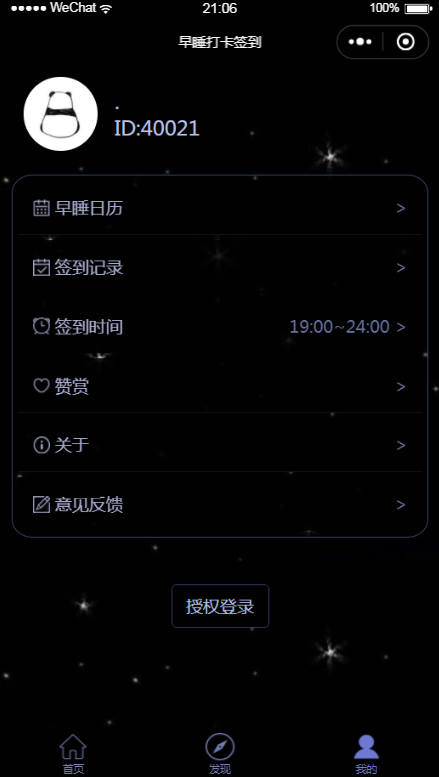 WeChat 21:06 100%
早睡打卡签到
.
ID:40021
早睡日历 >
签到记录 >
签到时间 19:00~24:00 >
赞赏 >
关于 >
意见反馈 >
授权登录
首页 发现 我的